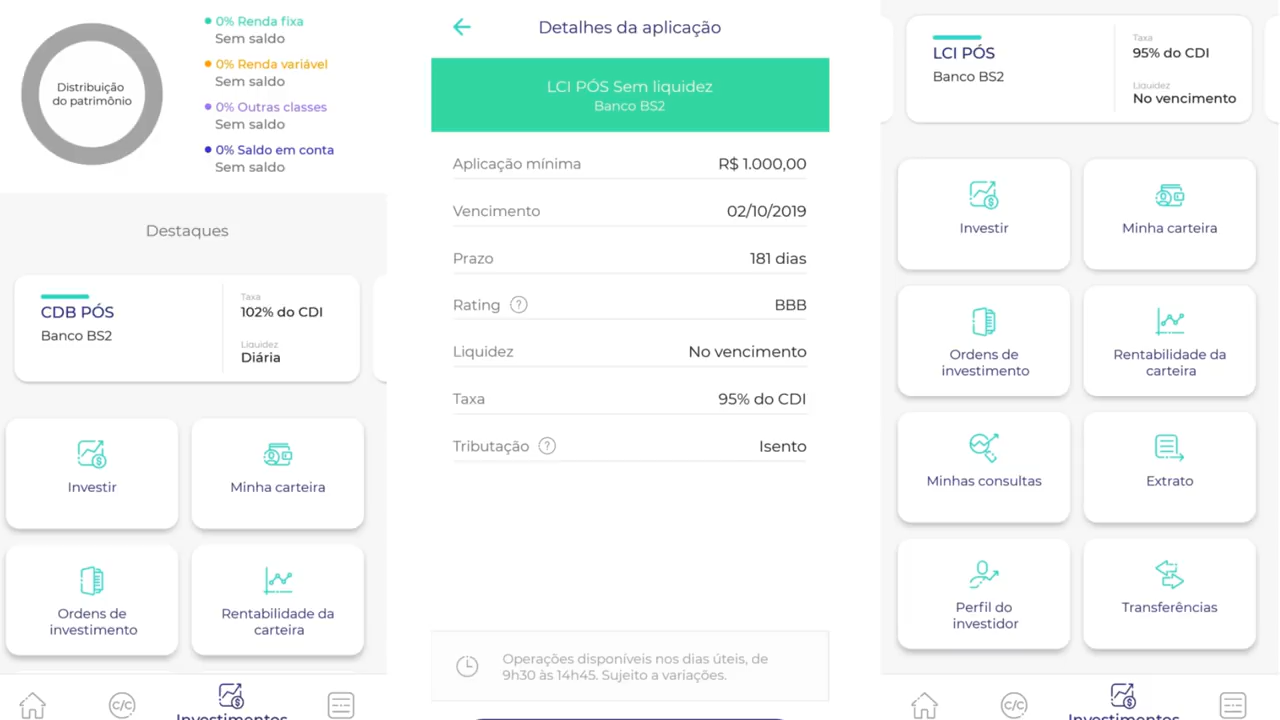 Distribuição
do patrimônio
0% Renda fixa
Sem saldo
0% Renda variável
Sem saldo
0% Outras classes
Sem saldo
0% Saldo em conta
Sem saldo
Destaques
CDB PÓS
Banco BS2
Taxa
102% do CDI
Liquidez
Diária
Investir
Minha carteira
Ordens de
investimento
Rentabilidade da
carteira
C/C
Investimentos
Detalhes da aplicação
LCI PÓS Sem liquidez
Banco BS2
Aplicação mínima R$ 1.000,00
Vencimento 02/10/2019
Prazo 181 dias
Rating ? BBB
Liquidez No vencimento
Taxa 95% do CDI
Tributação ? Isento
Operações disponíveis nos dias úteis, de
9h30 às 14h45. Sujeito a variações.
LCI PÓS
Banco BS2
Taxa
95% do CDI
Liquidez
No vencimento
Investir
Minha carteira
Ordens de
investimento
Rentabilidade da
carteira
Minhas consultas
Extrato
Perfil do
investidor
Transferências
C/C
Investimentos